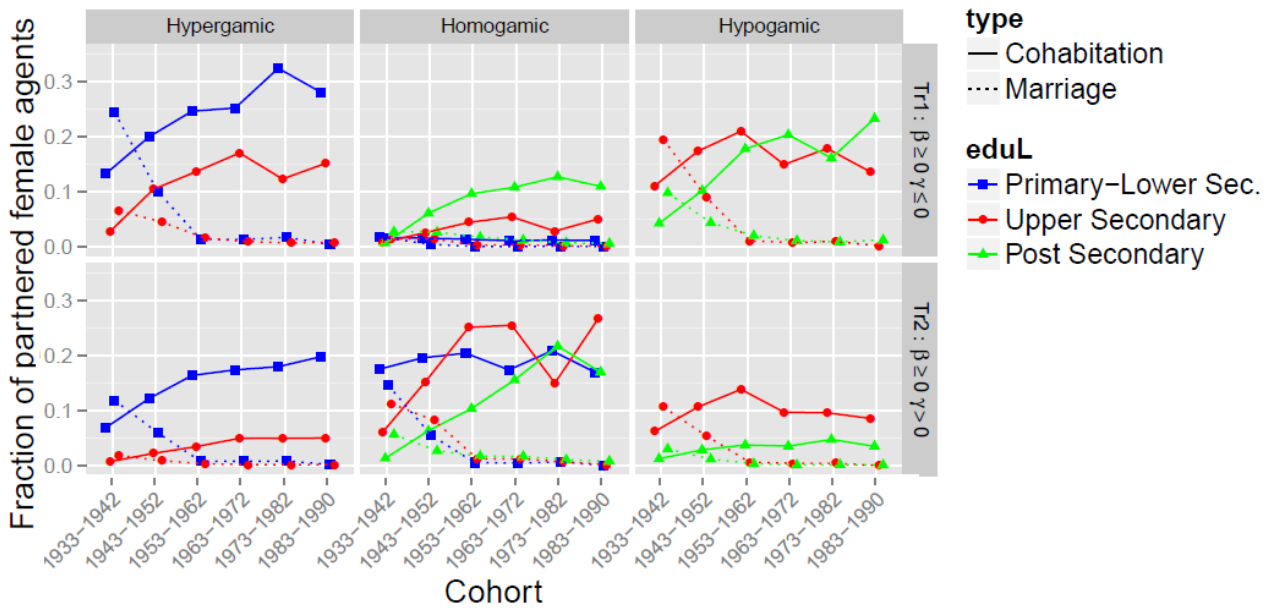 Hypergamic
Homogamic
Hypogamic
Fraction of partnered female agents
0.3
0.2
0.1
0.0
Tr1 : β ≥ 0 γ ≤ 0
0.3
0.2
0.1
0.0
Tr2 : β ≥ 0 γ > 0
1933−1942
1943−1952
1953−1962
1963−1972
1973−1982
1983−1990
1933−1942
1943−1952
1953−1962
1963−1972
1973−1982
1983−1990
1933−1942
1943−1952
1953−1962
1963−1972
1973−1982
1983−1990
Cohort
type
Cohabitation
Marriage
eduL
Primary−Lower Sec.
Upper Secondary
Post Secondary